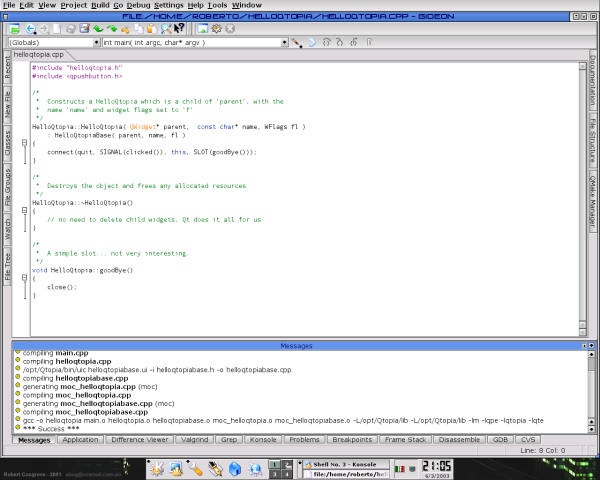 File Edit View Project Build Debug Settings Help Tools Window
FILE:/HOME/ROBERTO/HELLOQTOPIA/HELLOQTOPIA.CPP - GIDEON
(Globals) int main( int argc, char* argv )
helloqtopia.cpp
Recent
New File
Classes
File Groups
Watch
File Tree
#include "helloqtopia.h"
#include <qpushbutton.h>
/*
* Constructs a HelloQtopia which is a child of 'parent', with the
* name 'name' and widget flags set to 'f'
*/
HelloQtopia::HelloQtopia( QWidget* parent, const char* name, WFlags fl )
: HelloQtopiaBase( parent, name, fl )
{
connect(quit, SIGNAL(clicked()), this, SLOT(goodBye()));
}
/*
* Destroys the object and frees any allocated resources
*/
HelloQtopia::~HelloQtopia()
{
// no need to delete child widgets, Qt does it all for us
}
/*
* A simple slot... not very interesting.
*/
void HelloQtopia::goodBye()
{
close();
}
Documentation
File Structure
QMake Manager
Messages
compiling main.cpp
compiling helloqtopia.cpp
/opt/Qtopia/bin/uic helloqtopiabase.ui -i helloqtopiabase.h -o helloqtopiabase.cpp
compiling helloqtopiabase.cpp
generating moc_helloqtopia.cpp (moc)
compiling moc_helloqtopia.cpp
generating moc_helloqtopiabase.cpp (moc)
compiling moc_helloqtopiabase.cpp
gcc -o helloqtopia main.o helloqtopia.o helloqtopiabase.o moc_helloqtopia.o moc_helloqtopiabase.o -L/opt/Qtopia/lib -L/opt/Qtopia/lib -lm -lqpe -lqtopia -lqte
*** Success ***
Messages Application Difference Viewer Valgrind Grep Konsole Problems Breakpoints Frame Stack Disassemble GDB CVS
Line: 8 Col: 0
Robert Cosgrove - 2001
1 2 3 4
Shell No. 3 - Konsole
file:/home/roberto/hel
21:05
6/3/2003